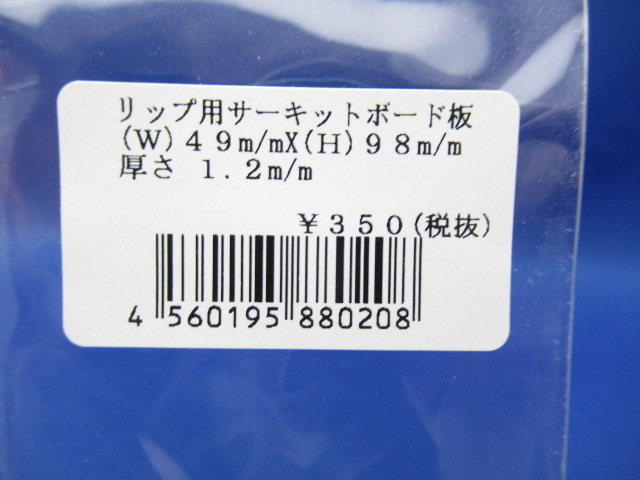 リップ用サーキットボード板
(W)49m/mX(H)98m/m
厚さ 1.2m/m
¥350(税抜)
4 560195 880208